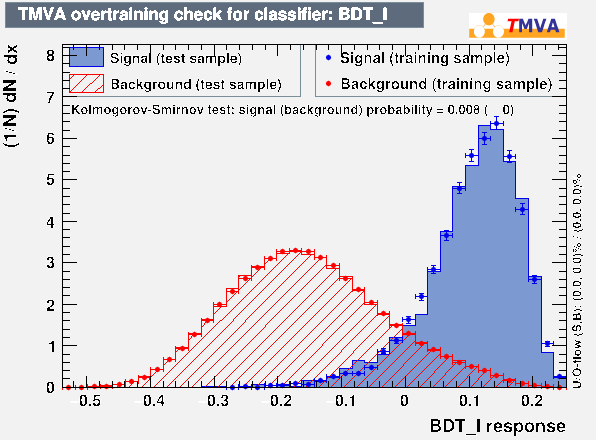 TMVA overtraining check for classifier: BDT_I
TMVA
Signal (test sample)
Background (test sample)
Signal (training sample)
Background (training sample)
Kolmogorov-Smirnov test: signal (background) probability = 0.008 ( 0)
(1/N) dN / dx
8
7
6
5
4
3
2
1
0
−0.5 −0.4 −0.3 −0.2 −0.1 0 0.1 0.2
BDT_I response
U/O-flow (S,B): (0.0, 0.0)% / (0.0, 0.0)%